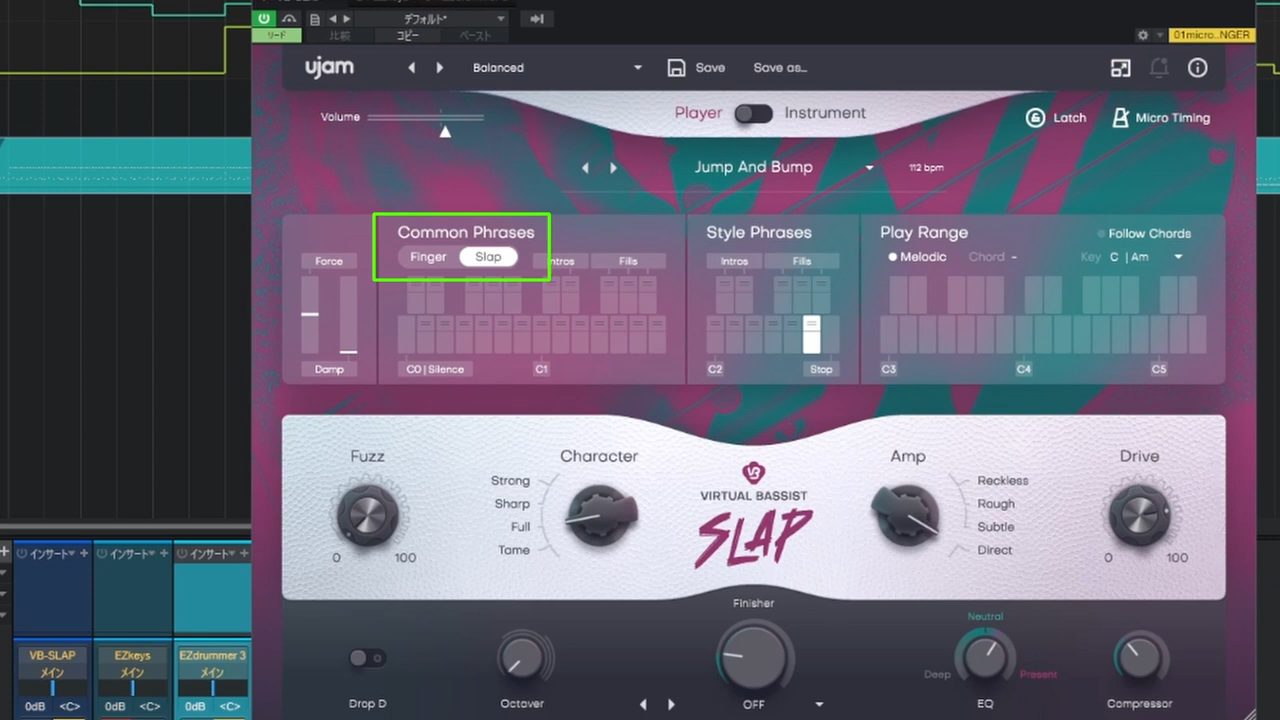 デフォルト*
リード
比較
コピー
ペースト
01micro..NGER
ujam
Balanced
Save
Save as...
Volume
Player
Instrument
Latch
Micro Timing
Jump And Bump
112 bpm
Common Phrases
Finger
Slap
Force
Damp
Intros
Fills
C0 | Silence
C1
Style Phrases
Intros
Fills
C2
Stop
Play Range
Follow Chords
Melodic
Chord -
Key C | Am
C3
C4
C5
Fuzz
0
100
Character
Strong
Sharp
Full
Tame
VB
VIRTUAL BASSIST
SLAP
Amp
Reckless
Rough
Subtle
Direct
Drive
0
100
インサート
インサート
インサート
VB-SLAP
メイン
0dB
<C>
EZkeys
メイン
0dB
<C>
EZdrummer 3
メイン
0dB
<C>
Drop D
Octaver
Finisher
OFF
Neutral
Deep
Present
EQ
Compressor